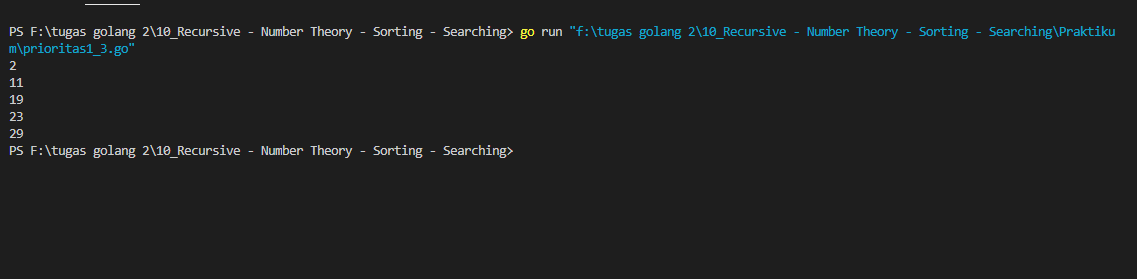 PS F:\tugas golang 2\10_Recursive - Number Theory - Sorting - Searching> go run "f:\tugas golang 2\10_Recursive - Number Theory - Sorting - Searching\Praktiku
m\prioritas1_3.go"
2
11
19
23
29
PS F:\tugas golang 2\10_Recursive - Number Theory - Sorting - Searching>